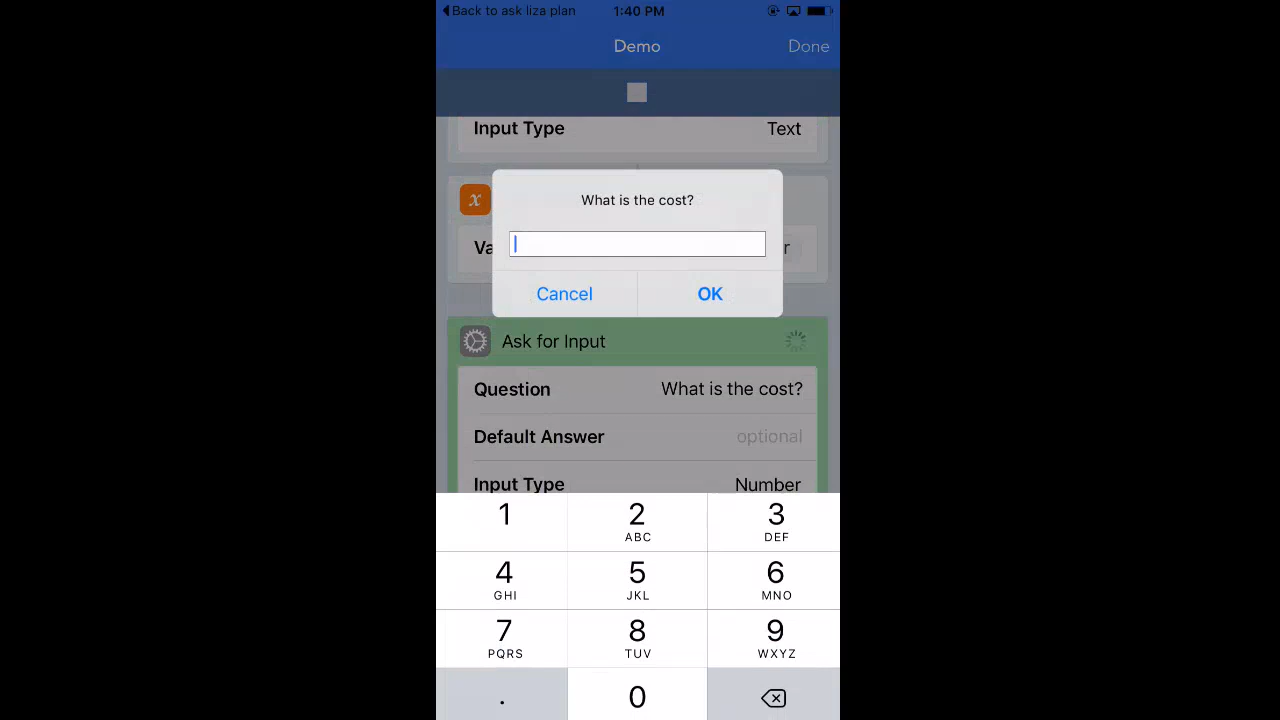 Back to ask liza plan
1:40 PM
Demo
Done
Input Type
Text
What is the cost?
x
Va
r
Cancel
OK
Ask for Input
Question
What is the cost?
Default Answer
optional
Input Type
Number
1
2
3
ABC
DEF
4
5
6
GHI
JKL
MNO
7
8
9
PQRS
TUV
WXYZ
.
0